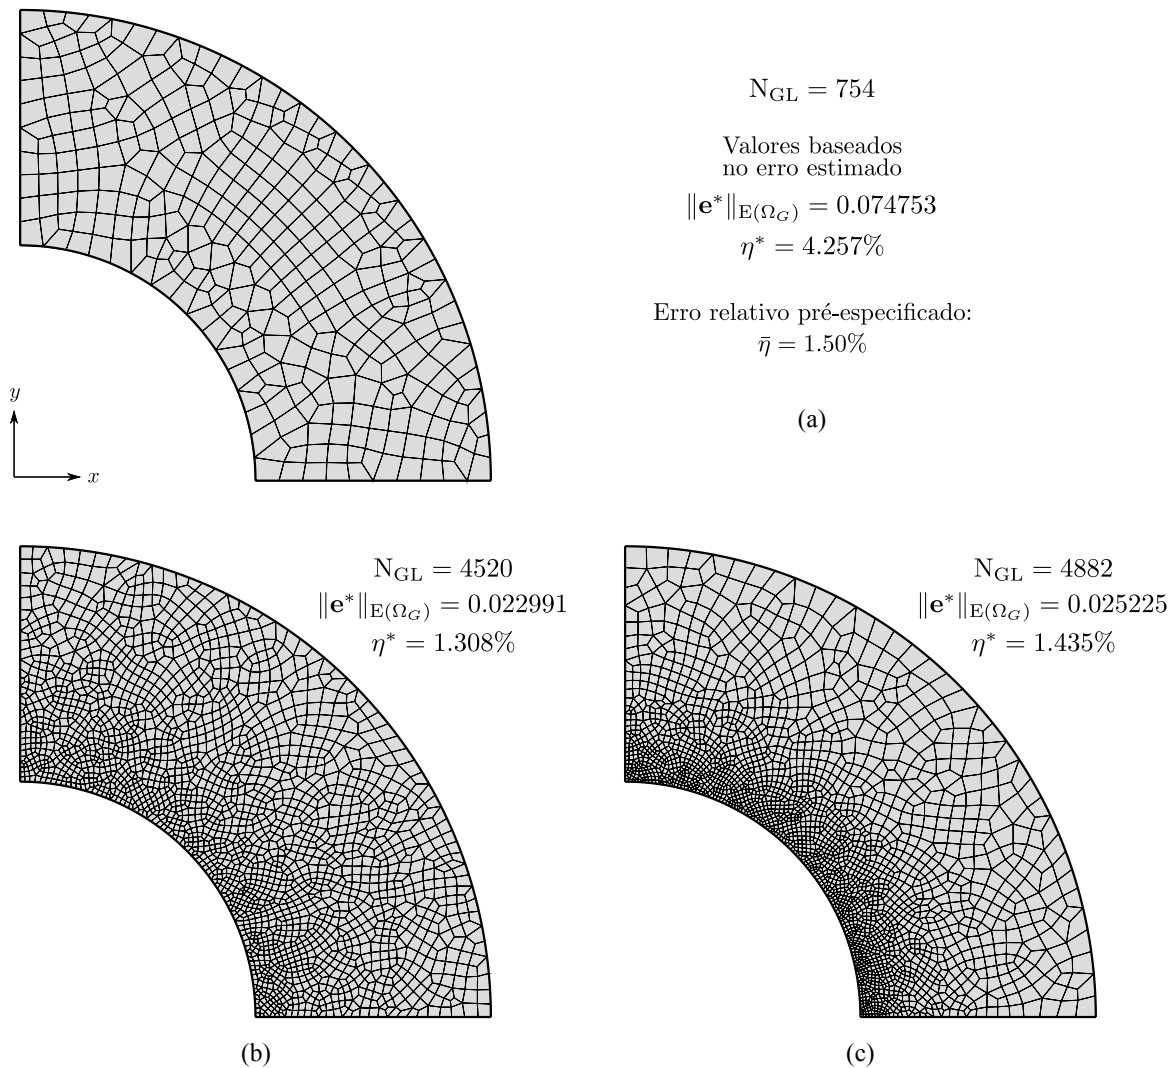 N_GL = 754
Valores baseados
no erro estimado
‖e*‖_E(Ω_G) = 0.074753
η* = 4.257%
Erro relativo pré-especificado:
η̄ = 1.50%
(a)
y
x
N_GL = 4520
‖e*‖_E(Ω_G) = 0.022991
η* = 1.308%
(b)
N_GL = 4882
‖e*‖_E(Ω_G) = 0.025225
η* = 1.435%
(c)